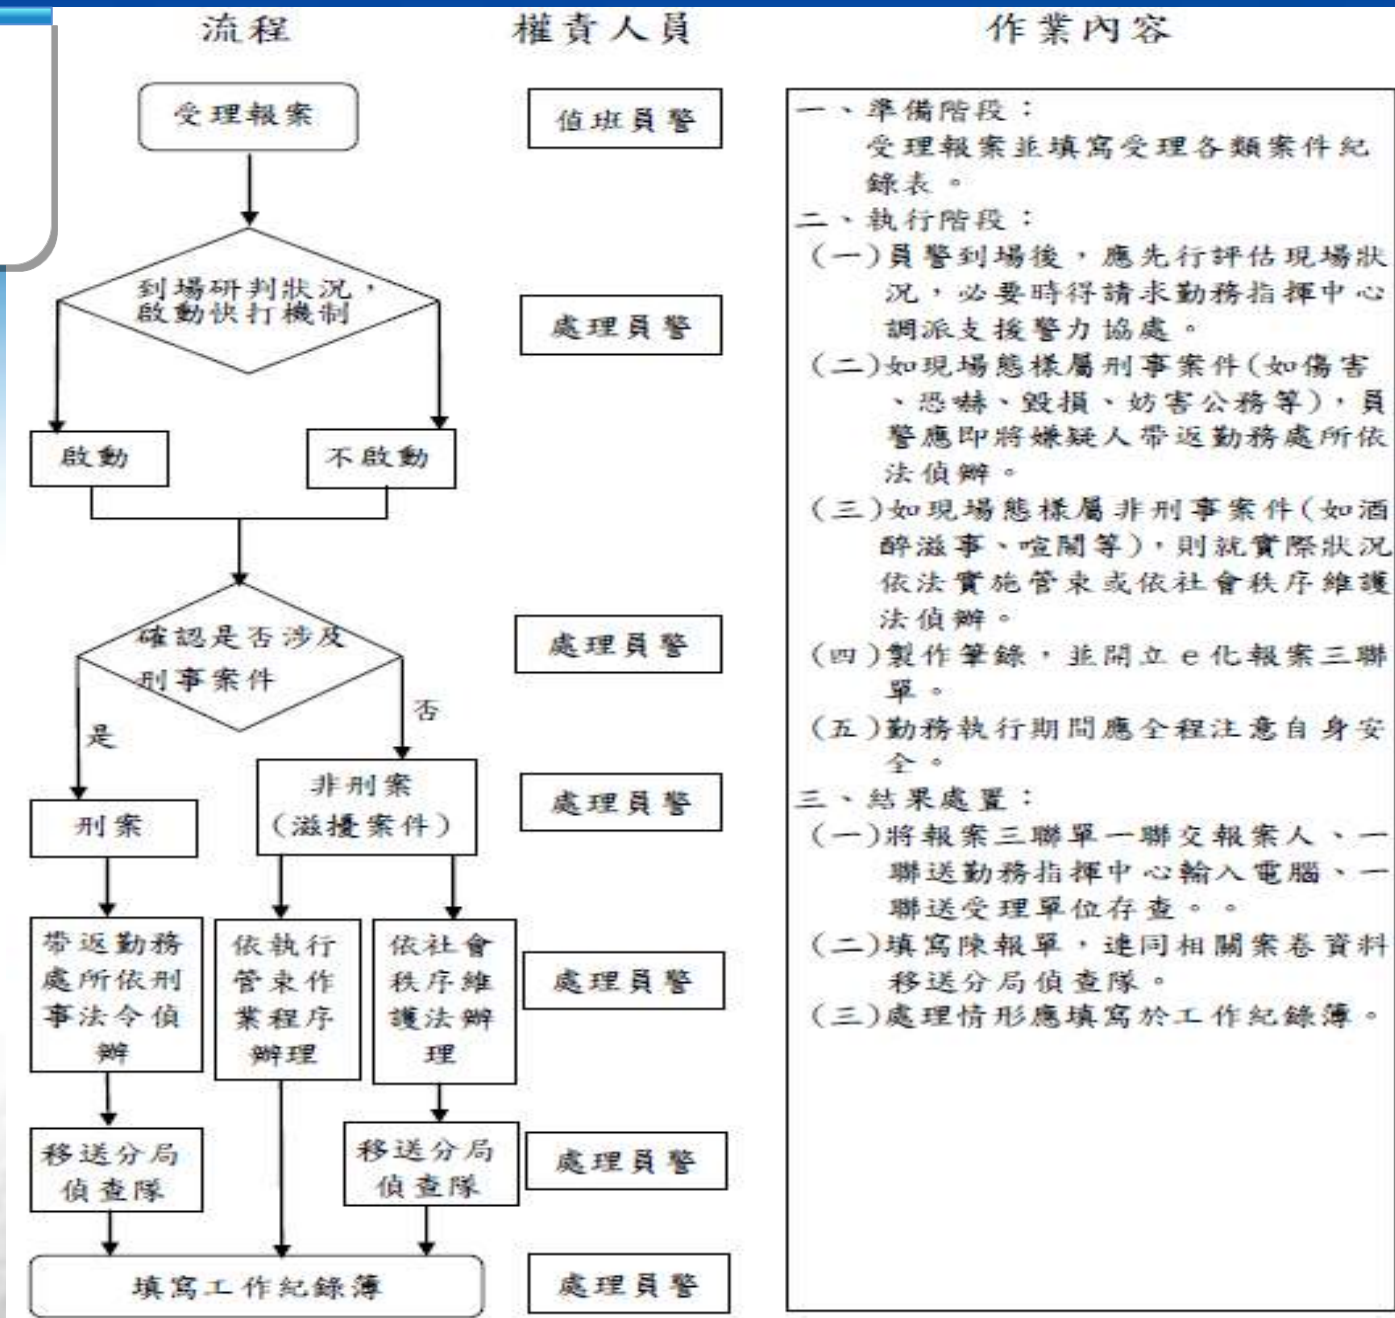 流程
權責人員
作業內容
受理報案
到場研判狀況，
啟動快打機制
啟動
不啟動
確認是否涉及
刑事案件
是
否
刑案
非刑案
(滋擾案件)
帶返勤務
處所依刑
事法令偵
辦
依執行
管束作
業程序
辦理
依社會
秩序維
護法辦
理
移送分局
偵查隊
移送分局
偵查隊
填寫工作紀錄簿
值班員警
處理員警
處理員警
處理員警
處理員警
處理員警
處理員警
一、準備階段：
受理報案並填寫受理各類案件紀
錄表。
二、執行階段：
(一)員警到場後，應先行評估現場狀
況，必要時得請求勤務指揮中心
調派支援警力協處。
(二)如現場態樣屬刑事案件(如傷害
、恐嚇、毀損、妨害公務等)，員
警應即將嫌疑人帶返勤務處所依
法偵辦。
(三)如現場態樣屬非刑事案件(如酒
醉滋事、喧鬧等)，則就實際狀況
依法實施管束或依社會秩序維護
法偵辦。
(四)製作筆錄，並開立e化報案三聯
單。
(五)勤務執行期間應全程注意自身安
全。
三、結果處置：
(一)將報案三聯單一聯交報案人、一
聯送勤務指揮中心輸入電腦、一
聯送受理單位存查。。
(二)填寫陳報單，連同相關案卷資料
移送分局偵查隊。
(三)處理情形應填寫於工作紀錄簿。